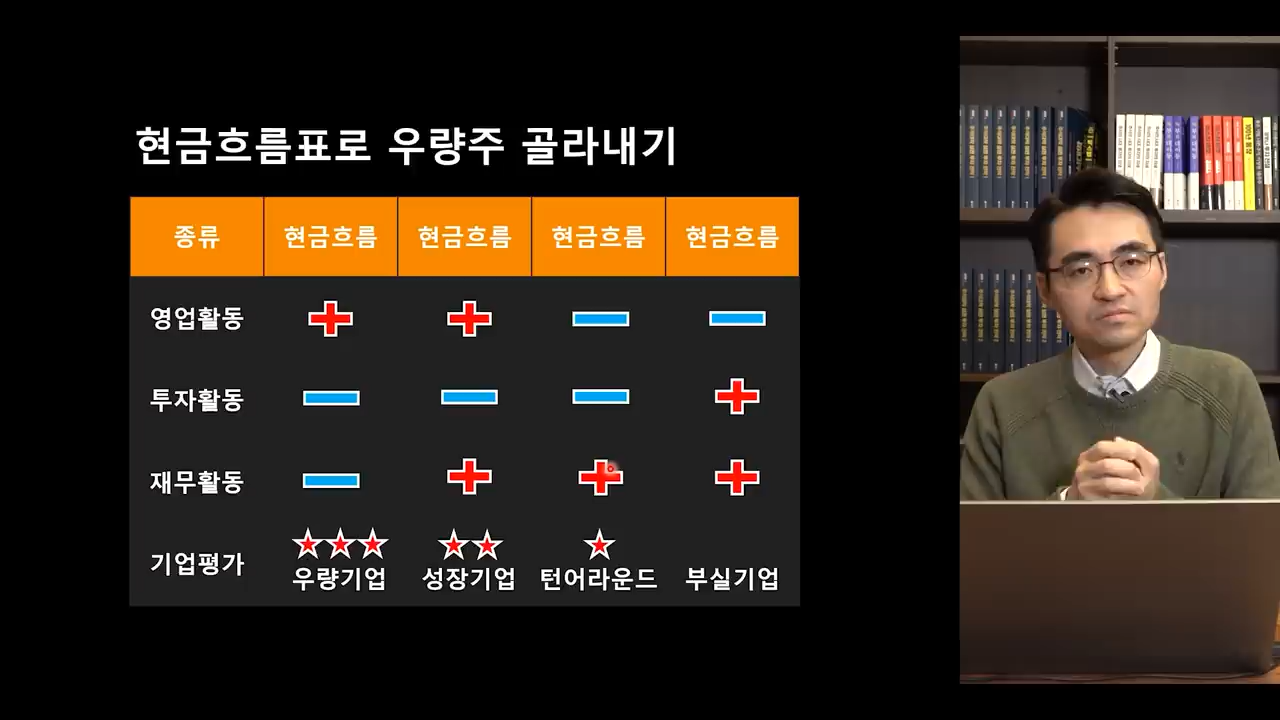 현금흐름표로 우량주 골라내기
종류 현금흐름 현금흐름 현금흐름 현금흐름
영업활동
투자활동
재무활동
기업평가
우량기업 성장기업 턴어라운드 부실기업